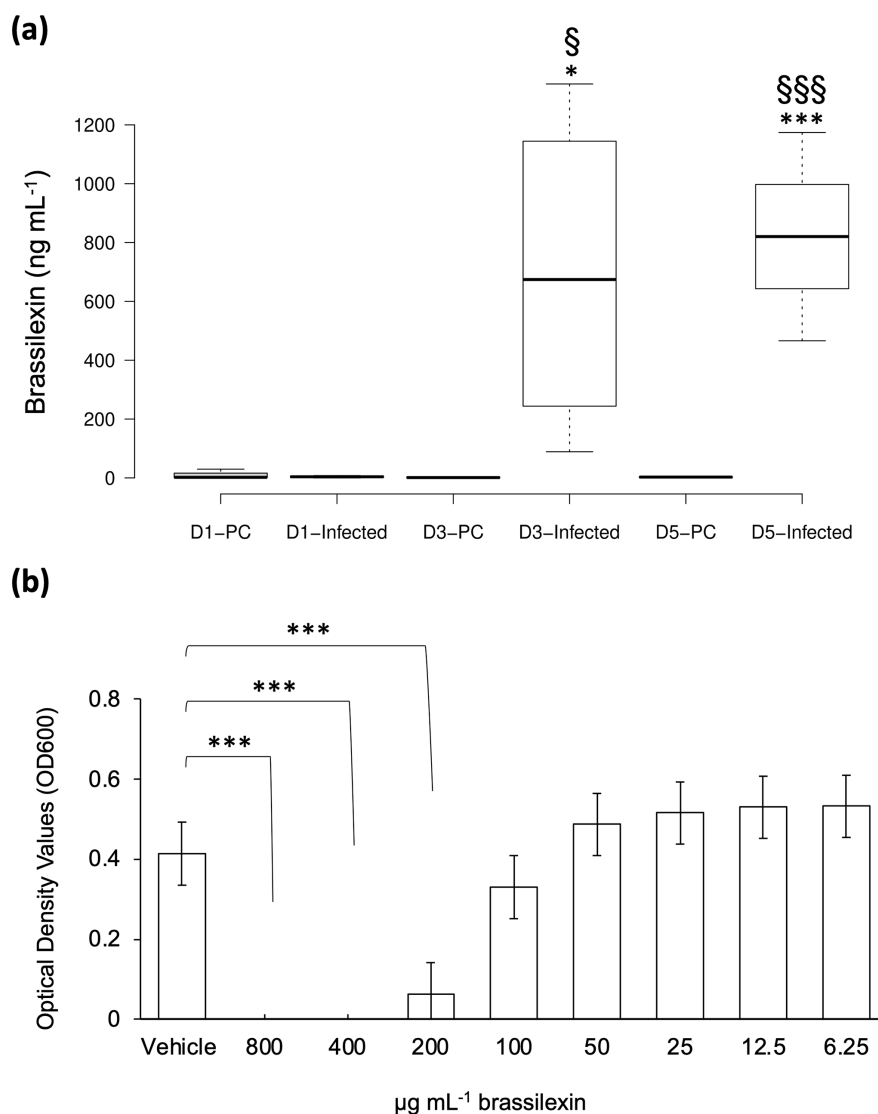 (a)
§
*
§§§
***
Brassilexin (ng mL⁻¹)
1200
1000
800
600
400
200
0
D1−PC D1−Infected D3−PC D3−Infected D5−PC D5−Infected
(b)
***
***
***
Optical Density Values (OD600)
0.8
0.6
0.4
0.2
0
Vehicle 800 400 200 100 50 25 12.5 6.25
µg mL⁻¹ brassilexin